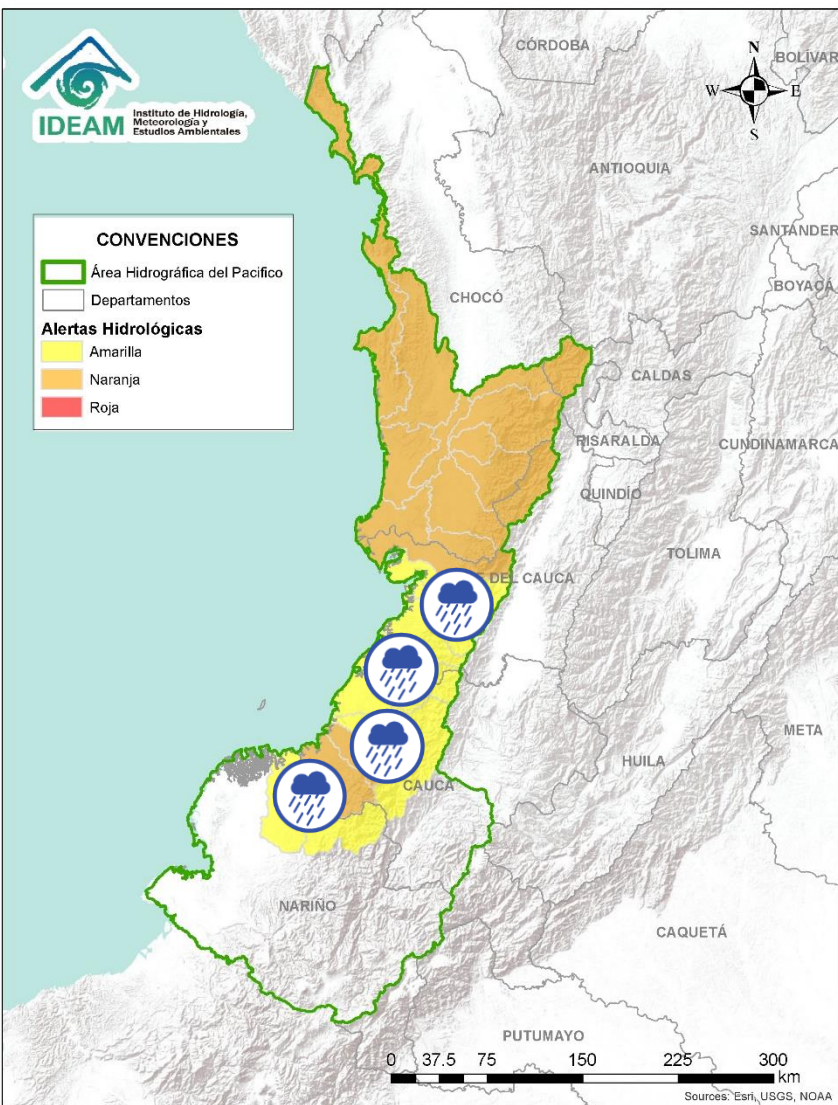 IDEAM
Instituto de Hidrología,
Meteorología y
Estudios Ambientales
CÓRDOBA
BOLÍVAR
N
W
E
S
ANTIOQUIA
SANTANDER
BOYACÁ
CONVENCIONES
Área Hidrográfica del Pacifico
Departamentos
Alertas Hidrológicas
Amarilla
Naranja
Roja
CHOCÓ
CALDAS
RISARALDA
CUNDINAMARCA
QUINDÍO
TOLIMA
DEL CAUCA
META
HUILA
CAUCA
NARIÑO
CAQUETÁ
PUTUMAYO
0 37.5 75 150 225 300
km
Sources: Esri, USGS, NOAA